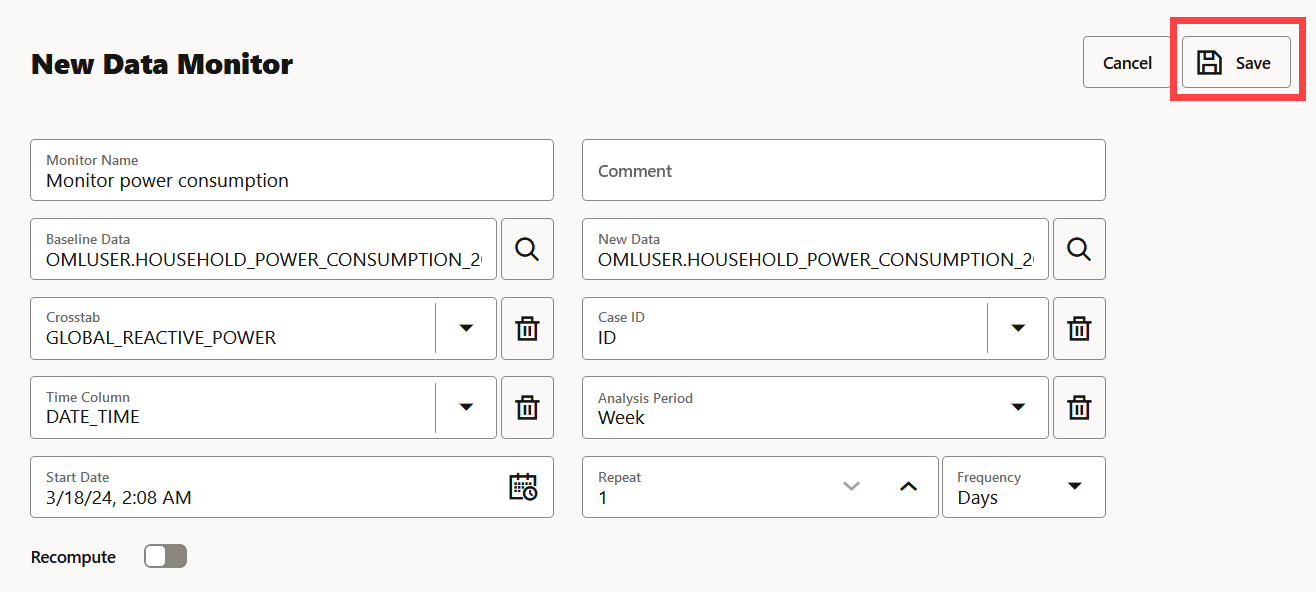 New Data Monitor
Cancel
Save
Monitor Name
Monitor power consumption
Comment
Baseline Data
OMLUSER.HOUSEHOLD_POWER_CONSUMPTION_2
New Data
OMLUSER.HOUSEHOLD_POWER_CONSUMPTION_2
Crosstab
GLOBAL_REACTIVE_POWER
Case ID
ID
Time Column
DATE_TIME
Analysis Period
Week
Start Date
3/18/24, 2:08 AM
Repeat
1
Frequency
Days
Recompute